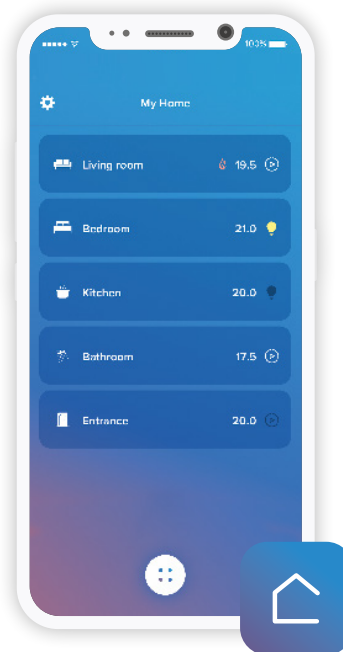 100%
My Home
Living room 19.5
Bedroom 21.0
Kitchen 20.0
Bathroom 17.5
Entrance 20.0